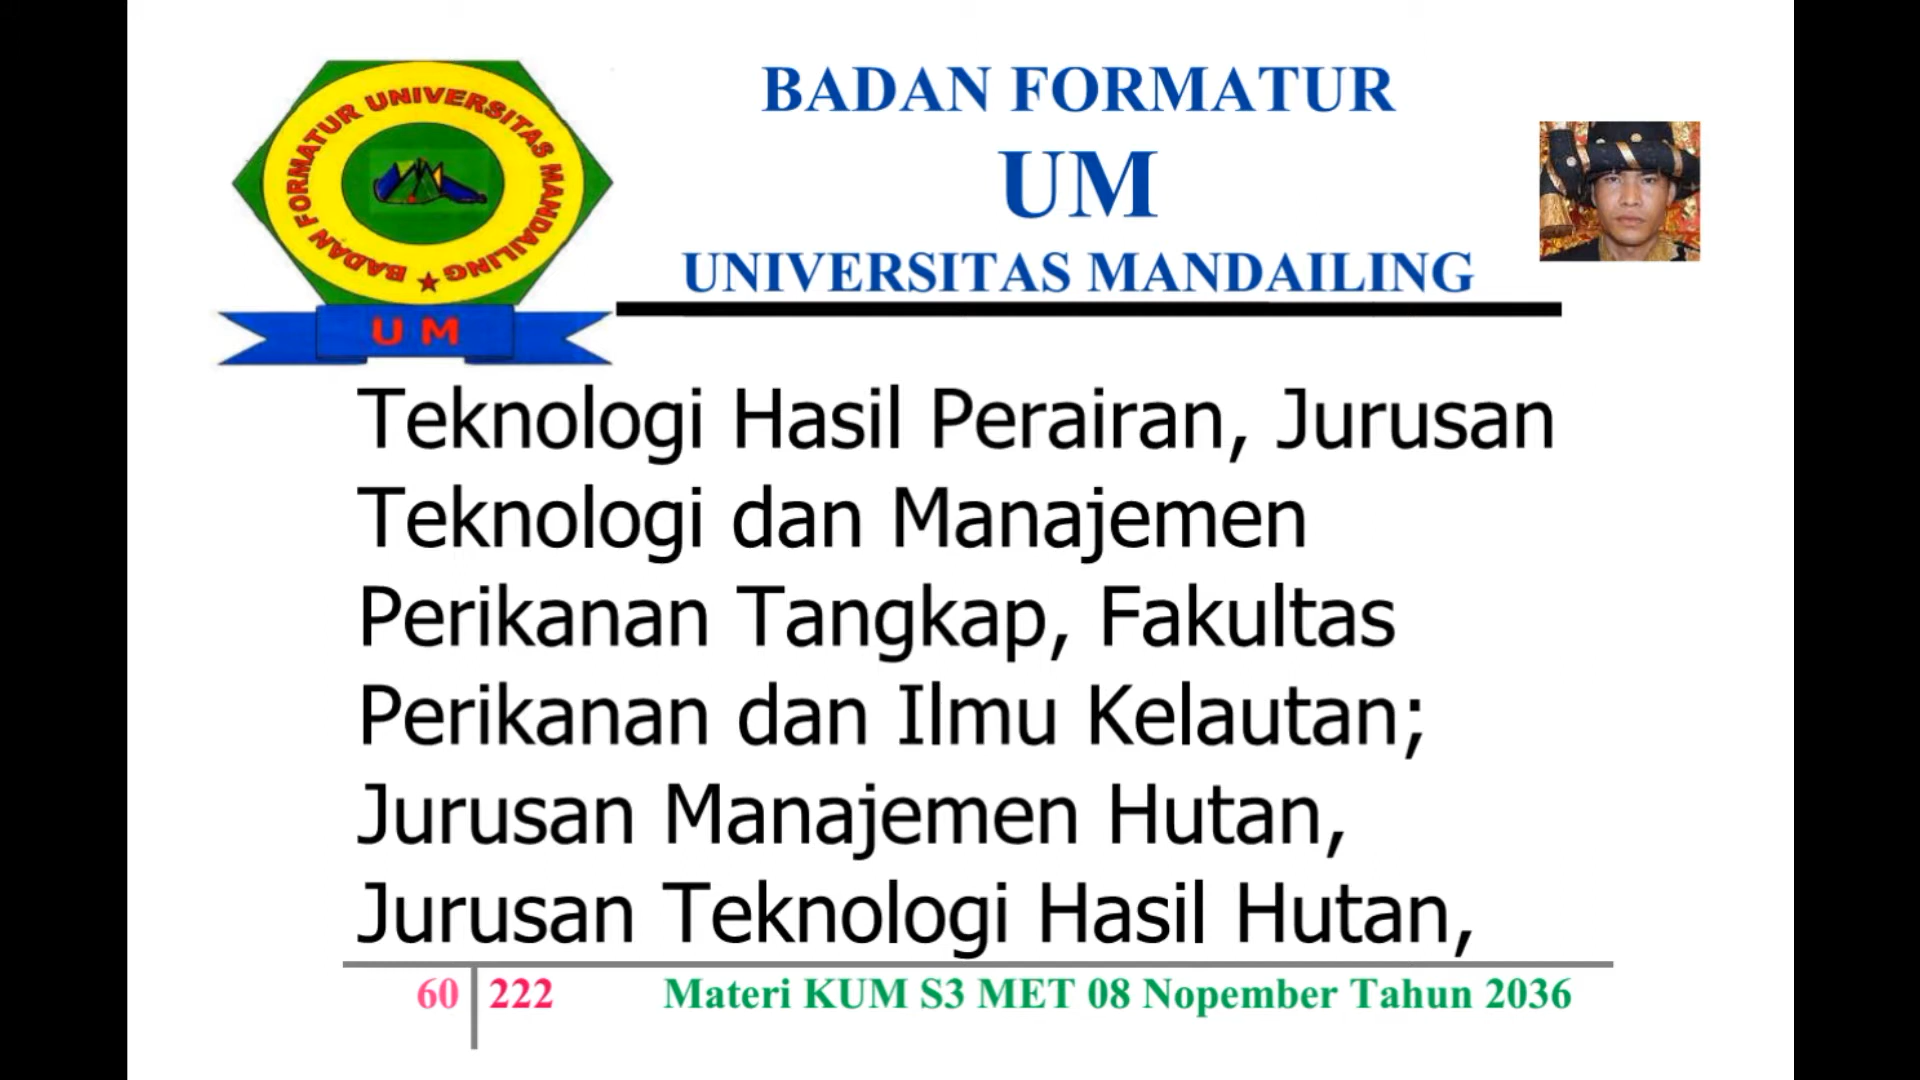 BADAN FORMATUR UNIVERSITAS MANDAILING
UM
BADAN FORMATUR
UM
UNIVERSITAS MANDAILING
Teknologi Hasil Perairan, Jurusan
Teknologi dan Manajemen
Perikanan Tangkap, Fakultas
Perikanan dan Ilmu Kelautan;
Jurusan Manajemen Hutan,
Jurusan Teknologi Hasil Hutan,
60 222 Materi KUM S3 MET 08 Nopember Tahun 2036